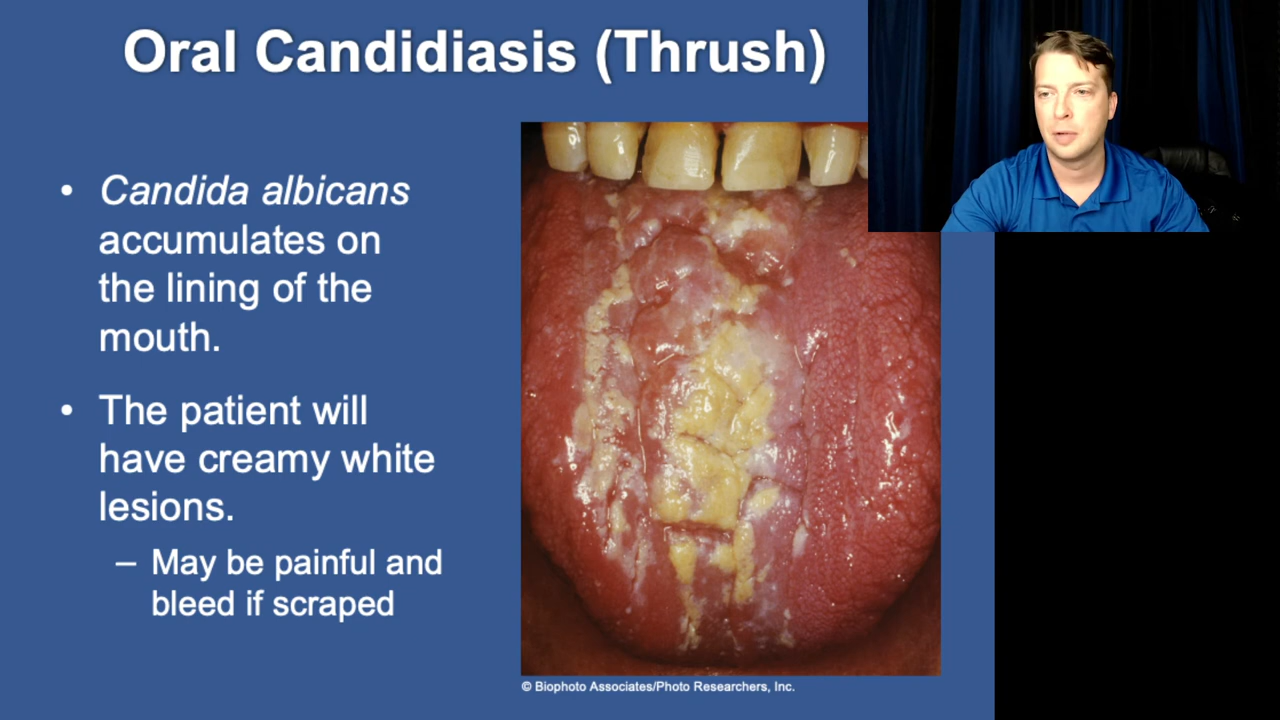 Oral Candidiasis (Thrush)
• Candida albicans
accumulates on
the lining of the
mouth.
• The patient will
have creamy white
lesions.
– May be painful and
bleed if scraped
© Biophoto Associates/Photo Researchers, Inc.